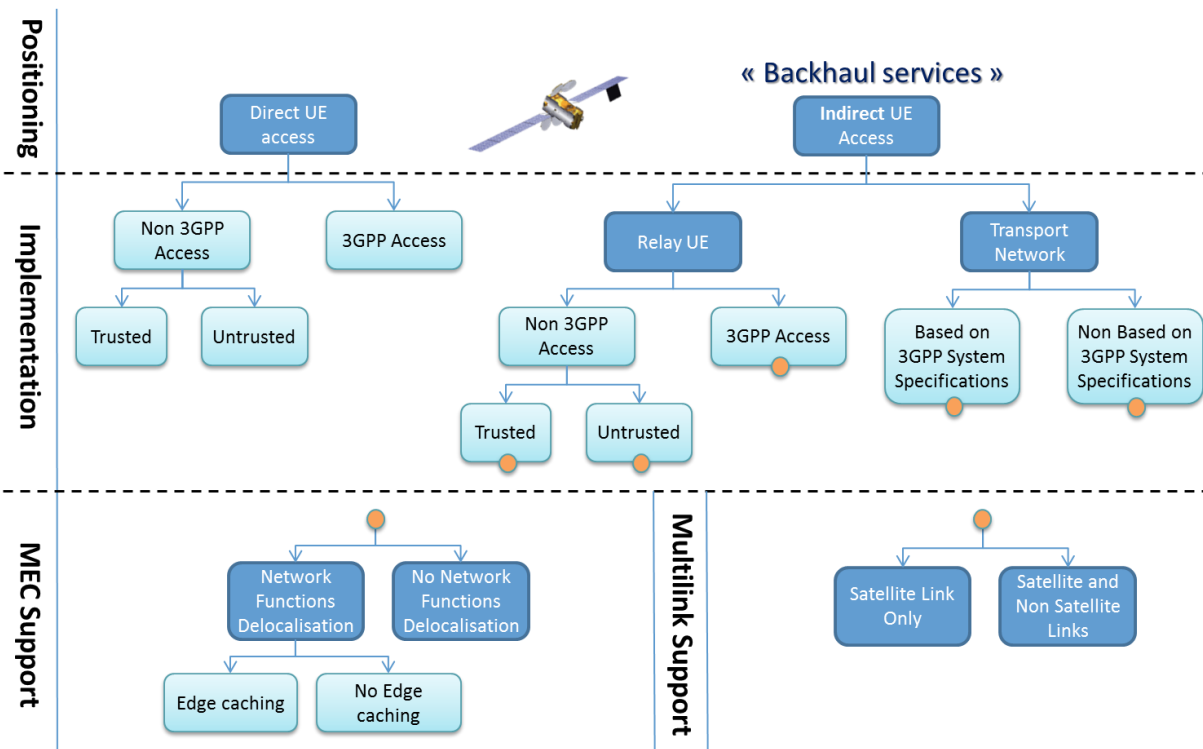 Positioning
« Backhaul services »
Direct UE
access
Indirect UE
Access
Implementation
Non 3GPP
Access
3GPP Access
Relay UE
Transport
Network
Trusted
Untrusted
Non 3GPP
Access
3GPP Access
Based on
3GPP System
Specifications
Non Based on
3GPP System
Specifications
Trusted
Untrusted
MEC Support
Network
Functions
Delocalisation
No Network
Functions
Delocalisation
Edge caching
No Edge
caching
Multilink Support
Satellite Link
Only
Satellite and
Non Satellite
Links